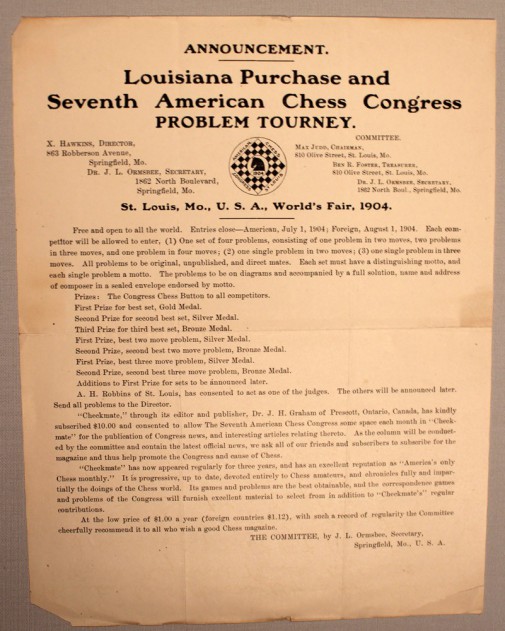 ANNOUNCEMENT.
Louisiana Purchase and
Seventh American Chess Congress
PROBLEM TOURNEY.
X. HAWKINS, DIRECTOR,
863 Robberson Avenue,
Springfield, Mo.
DR. J. L. ORMSBEE, SECRETARY,
1862 North Boulevard,
Springfield, Mo.
COMMITTEE.
MAX JUDD, CHAIRMAN,
810 Olive Street, St. Louis, Mo.
BEN R. FOSTER, TREASURER,
810 Olive Street, St. Louis, Mo.
DR. J. L. ORMSBEE, SECRETARY,
1862 North Boul., Springfield, Mo.
1904
St. Louis, Mo., U. S. A., World's Fair, 1904.
Free and open to all the world. Entries close—American, July 1, 1904; Foreign, August 1, 1904. Each com-
petitor will be allowed to enter, (1) One set of four problems, consisting of one problem in two moves, two problems
in three moves, and one problem in four moves; (2) one single problem in two moves; (3) one single problem in three
moves. All problems to be original, unpublished, and direct mates. Each set must have a distinguishing motto, and
each single problem a motto. The problems to be on diagrams and accompanied by a full solution, name and address
of composer in a sealed envelope endorsed by motto.
Prizes: The Congress Chess Button to all competitors.
First Prize for best set, Gold Medal.
Second Prize for second best set, Silver Medal.
Third Prize for third best set, Bronze Medal.
First Prize, best two move problem, Silver Medal.
Second Prize, second best two move problem, Bronze Medal.
First Prize, best three move problem, Silver Medal.
Second Prize, second best three move problem, Bronze Medal.
Additions to First Prize for sets to be announced later.
A. H. Robbins of St. Louis, has consented to act as one of the judges. The others will be announced later.
Send all problems to the Director.
"Checkmate," through its editor and publisher, Dr. J. H. Graham of Prescott, Ontario, Canada, has kindly
subscribed $10.00 and consented to allow The Seventh American Chess Congress some space each month in "Check-
mate" for the publication of Congress news, and interesting articles relating thereto. As the column will be conduct-
ed by the committee and contain the latest official news, we ask all of our friends and subscribers to subscribe for the
magazine and thus help promote the Congress and cause of Chess.
"Checkmate" has now appeared regularly for three years, and has an excellent reputation as "America's only
Chess monthly." It is progressive, up to date, devoted entirely to Chess amateurs, and chronicles fully and impar-
tially the doings of the Chess world. Its games and problems are the best obtainable, and the correspondence games
and problems of the Congress will furnish excellent material to select from in addition to "Checkmate's" regular
contributions.
At the low price of $1.00 a year (foreign countries $1.12), with such a record of regularity the Committee
cheerfully recommend it to all who wish a good Chess magazine.
THE COMMITTEE, by J. L. Ormsbee, Secretary,
Springfield, Mo., U. S. A.